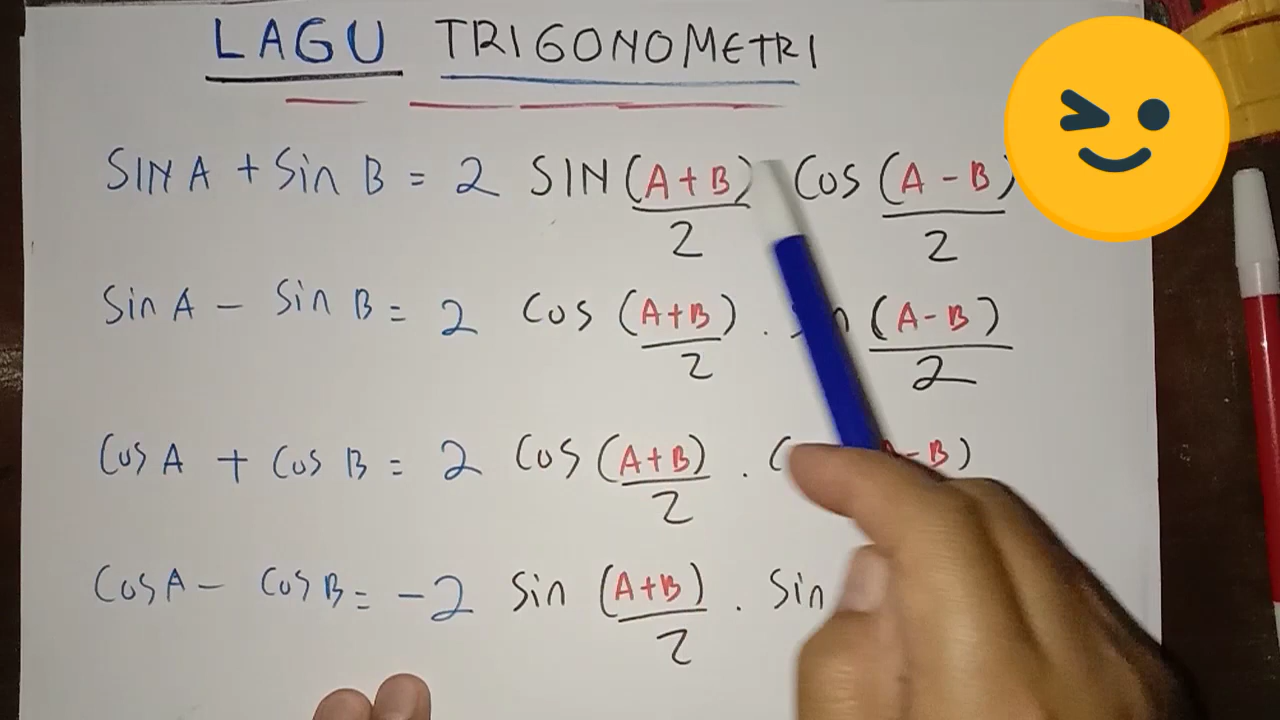 LAGU TRIGONOMETRI
SIN A + Sin B = 2 SIN (A + B)/2 Cos (A - B)/2
Sin A - Sin B = 2 Cos (A+B)/2 . (A-B)/2
Cos A + Cos B = 2 Cos (A+B)/2 . A-B)
Cos A - Cos B = -2 Sin (A+B)/2 . Sin